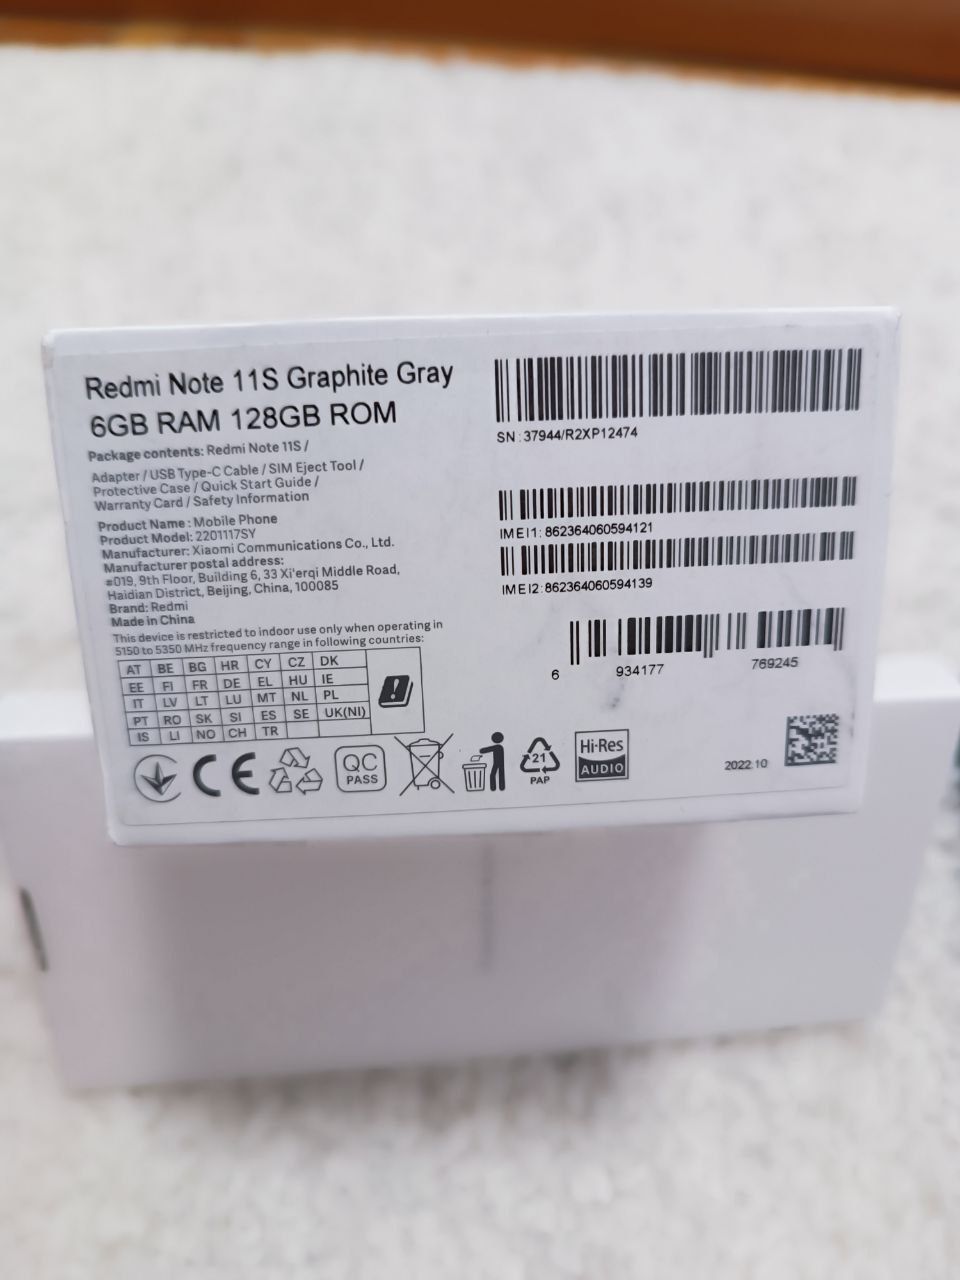 Redmi Note 11S Graphite Gray
6GB RAM 128GB ROM
Package contents: Redmi Note 11S /
Adapter / USB Type-C Cable / SIM Eject Tool /
Protective Case / Quick Start Guide /
Warranty Card / Safety Information
Product Name : Mobile Phone
Product Model: 2201117SY
Manufacturer: Xiaomi Communications Co., Ltd.
Manufacturer postal address:
#019, 9th Floor, Building 6, 33 Xi'erqi Middle Road,
Haidian District, Beijing, China, 100085
Brand: Redmi
Made in China
This device is restricted to indoor use only when operating in
5150 to 5350 MHz frequency range in following countries:
AT BE BG HR CY CZ DK
EE FI FR DE EL HU IE
IT LV LT LU MT NL PL
PT RO SK SI ES SE UK(NI)
IS LI NO CH TR
CE
QC
PASS
21
PAP
Hi-Res
AUDIO
SN : 37944/R2XP12474
IMEI1: 862364060594121
IMEI2: 862364060594139
6 934177 769245
2022.10